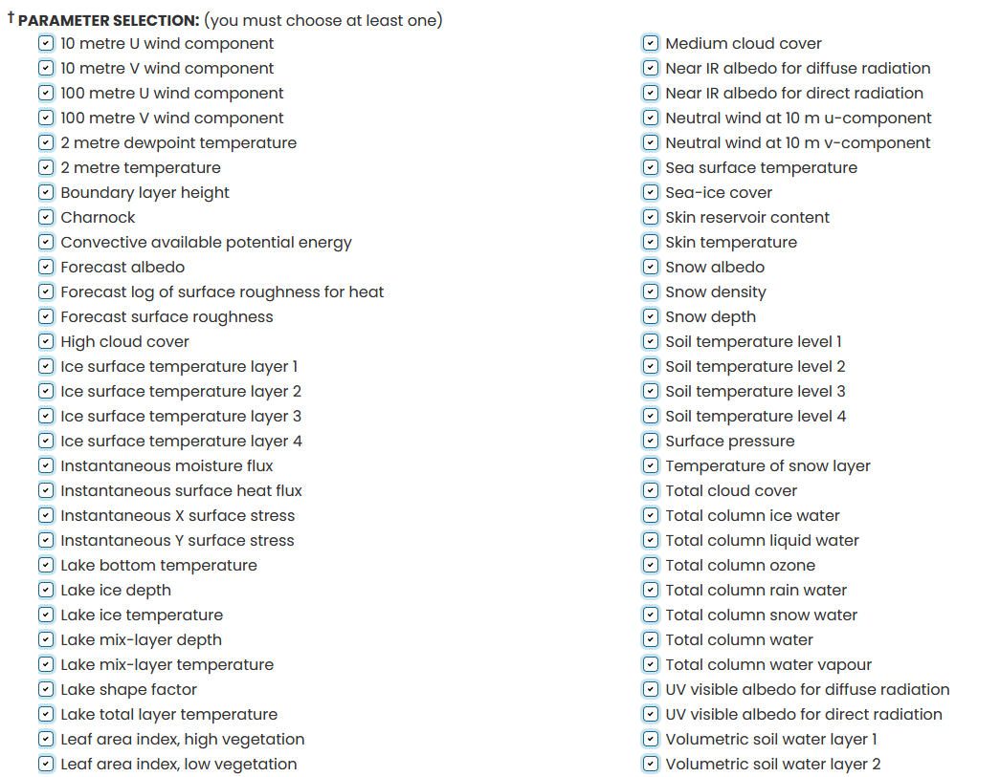 † PARAMETER SELECTION: (you must choose at least one)
10 metre U wind component
10 metre V wind component
100 metre U wind component
100 metre V wind component
2 metre dewpoint temperature
2 metre temperature
Boundary layer height
Charnock
Convective available potential energy
Forecast albedo
Forecast log of surface roughness for heat
Forecast surface roughness
High cloud cover
Ice surface temperature layer 1
Ice surface temperature layer 2
Ice surface temperature layer 3
Ice surface temperature layer 4
Instantaneous moisture flux
Instantaneous surface heat flux
Instantaneous X surface stress
Instantaneous Y surface stress
Lake bottom temperature
Lake ice depth
Lake ice temperature
Lake mix-layer depth
Lake mix-layer temperature
Lake shape factor
Lake total layer temperature
Leaf area index, high vegetation
Leaf area index, low vegetation
Medium cloud cover
Near IR albedo for diffuse radiation
Near IR albedo for direct radiation
Neutral wind at 10 m u-component
Neutral wind at 10 m v-component
Sea surface temperature
Sea-ice cover
Skin reservoir content
Skin temperature
Snow albedo
Snow density
Snow depth
Soil temperature level 1
Soil temperature level 2
Soil temperature level 3
Soil temperature level 4
Surface pressure
Temperature of snow layer
Total cloud cover
Total column ice water
Total column liquid water
Total column ozone
Total column rain water
Total column snow water
Total column water
Total column water vapour
UV visible albedo for diffuse radiation
UV visible albedo for direct radiation
Volumetric soil water layer 1
Volumetric soil water layer 2